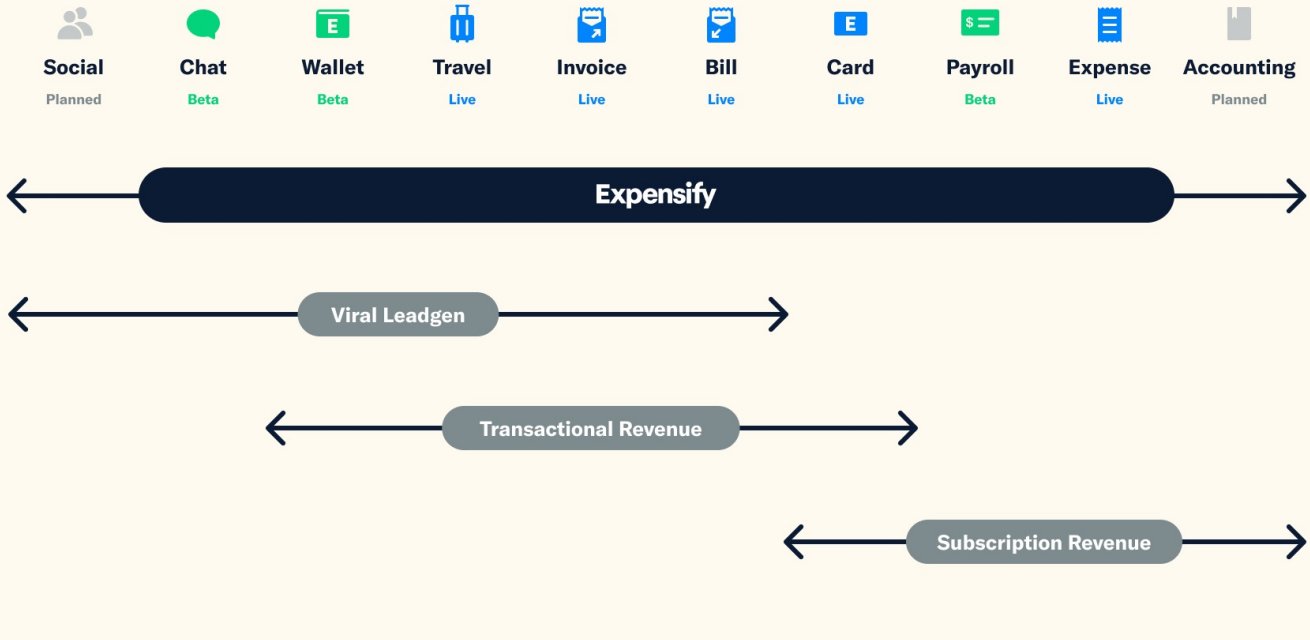 Social Chat Wallet Travel Invoice Bill Card Payroll Expense Accounting
Planned Beta Beta Live Live Live Live Beta Live Planned
Expensify
Viral Leadgen
Transactional Revenue
Subscription Revenue